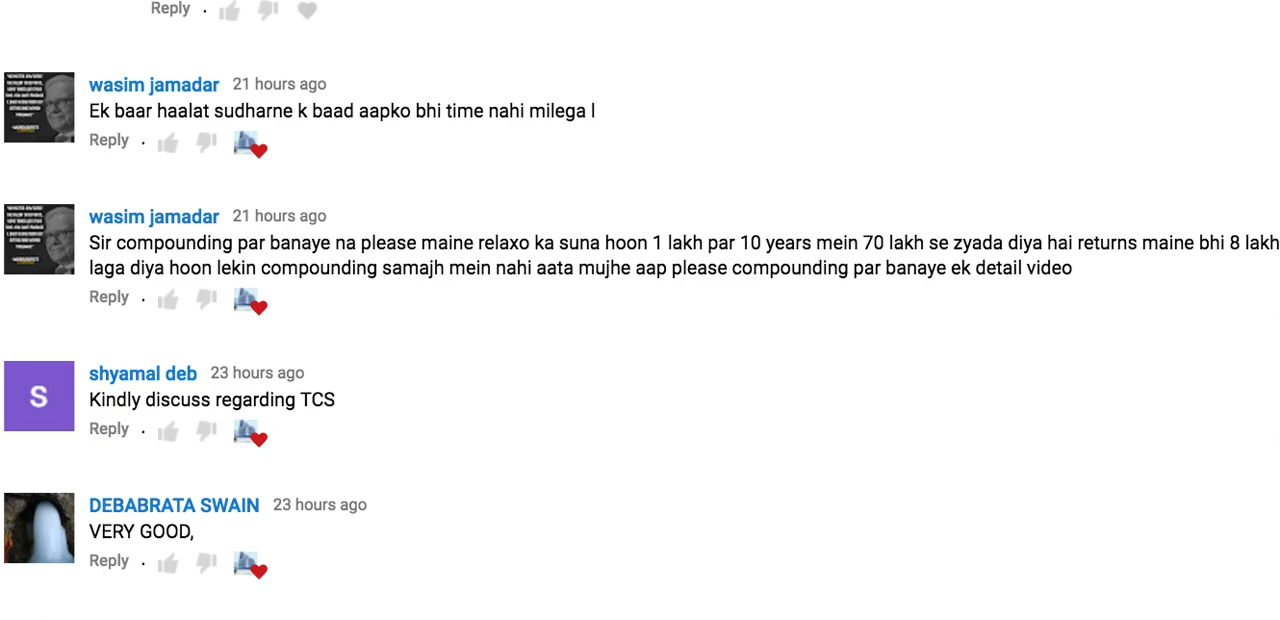 Reply .
wasim jamadar 21 hours ago
Ek baar haalat sudharne k baad aapko bhi time nahi milega l
Reply .
wasim jamadar 21 hours ago
Sir compounding par banaye na please maine relaxo ka suna hoon 1 lakh par 10 years mein 70 lakh se zyada diya hai returns maine bhi 8 lakh
laga diya hoon lekin compounding samajh mein nahi aata mujhe aap please compounding par banaye ek detail video
Reply .
S
shyamal deb 23 hours ago
Kindly discuss regarding TCS
Reply .
DEBABRATA SWAIN 23 hours ago
VERY GOOD,
Reply .